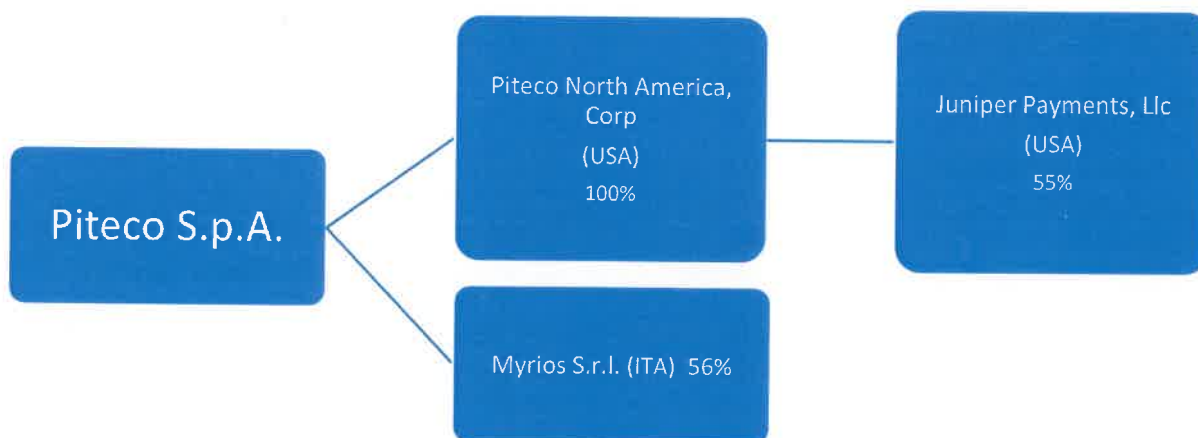 Piteco S.p.A.
Piteco North America,
Corp
(USA)
100%
Juniper Payments, Llc
(USA)
55%
Myrios S.r.l. (ITA) 56%